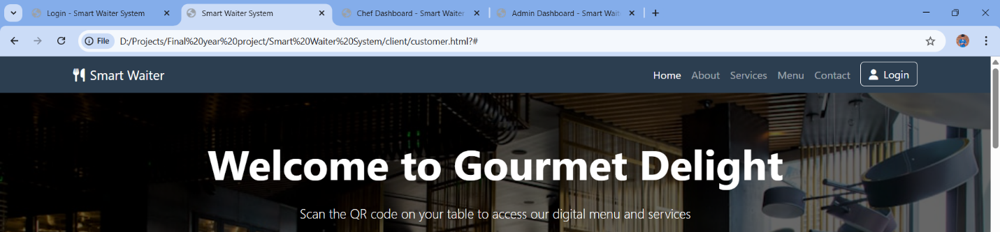 Login - Smart Waiter System
Smart Waiter System
Chef Dashboard - Smart Waiter
Admin Dashboard - Smart Wait
File D:/Projects/Final%20year%20project/Smart%20Waiter%20System/client/customer.html?#
Smart Waiter
Home About Services Menu Contact Login
Welcome to Gourmet Delight
Scan the QR code on your table to access our digital menu and services